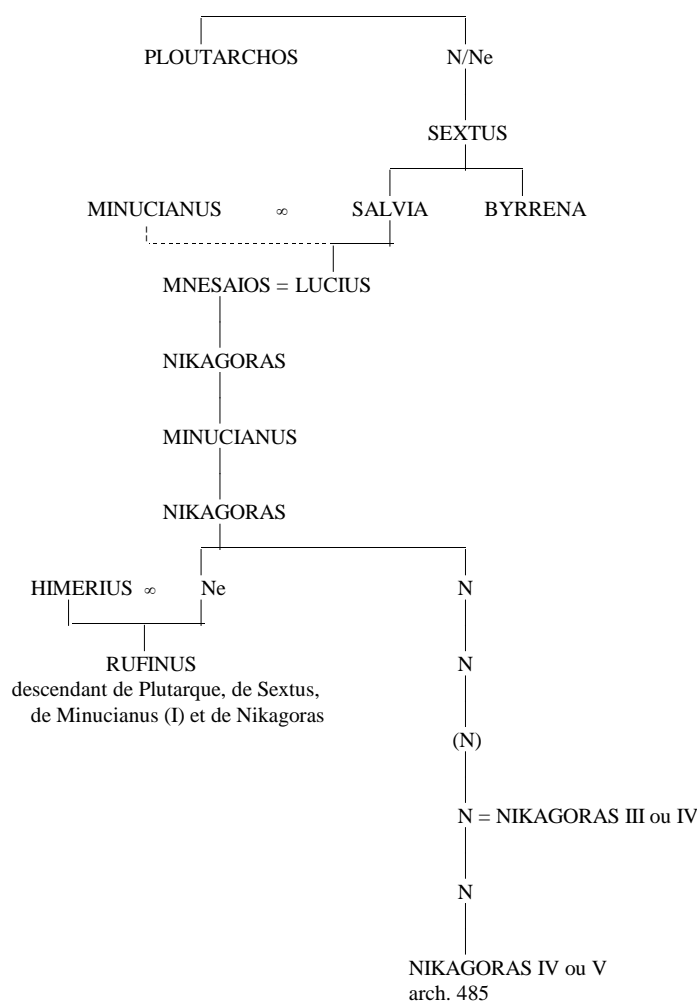 PLOUTARCHOS N/Ne
SEXTUS
MINUCIANUS ∞ SALVIA BYRRENA
MNESAIOS = LUCIUS
NIKAGORAS
MINUCIANUS
NIKAGORAS
HIMERIUS ∞ Ne N
RUFINUS N
descendant de Plutarque, de Sextus,
de Minucianus (I) et de Nikagoras
(N)
N = NIKAGORAS III ou IV
N
NIKAGORAS IV ou V
arch. 485